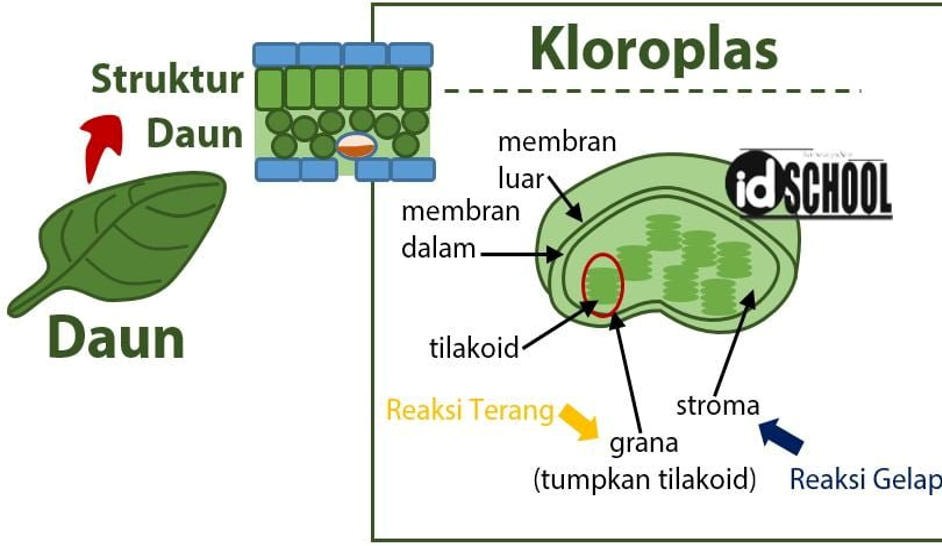 Kloroplas
Struktur
Daun
membran
luar
membran
dalam
idSCHOOL
Daun
tilakoid
Reaksi Terang
stroma
grana
(tumpkan tilakoid)
Reaksi Gelap